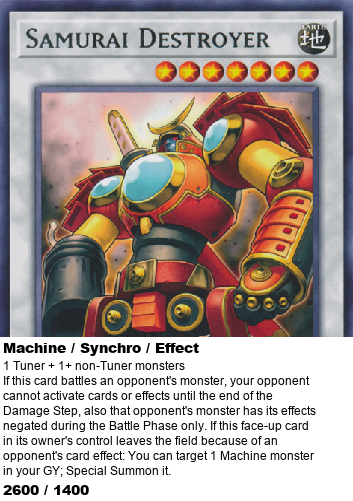 SAMURAI DESTROYER
EARTH
地
Machine / Synchro / Effect
1 Tuner + 1+ non-Tuner monsters
If this card battles an opponent's monster, your opponent
cannot activate cards or effects until the end of the
Damage Step, also that opponent's monster has its effects
negated during the Battle Phase only. If this face-up card
in its owner's control leaves the field because of an
opponent's card effect: You can target 1 Machine monster
in your GY; Special Summon it.
2600 / 1400